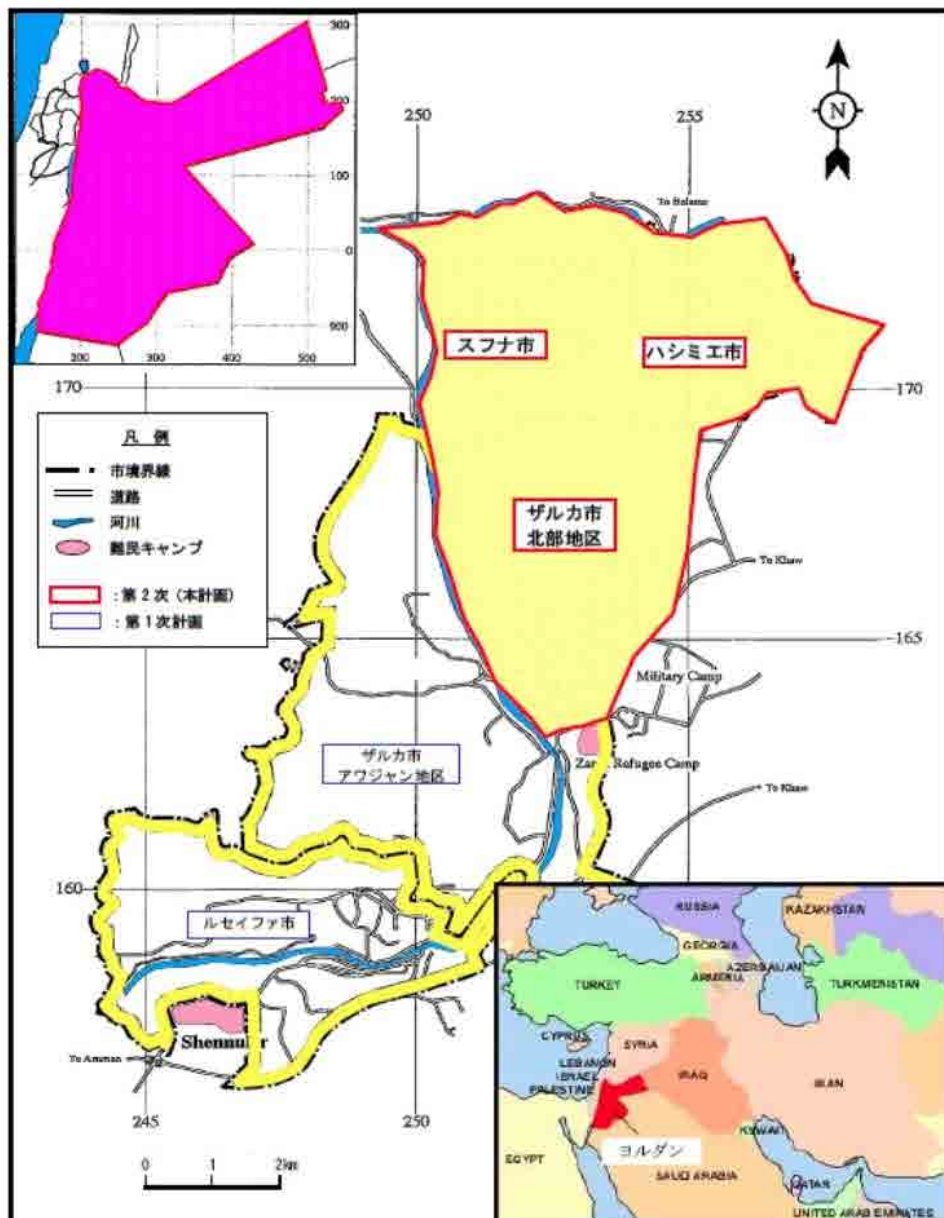 300
200
100
0
900
200
300
400
500
250
255
N
To Balama
スフナ市
ハシミエ市
170
170
凡 例
市境界線
道路
河川
難民キャンプ
:第2次(本計画)
:第1次計画
ザルカ市
北部地区
To Khaw
165
Military Camp
ザルカ市
アワジャン地区
Refugee Camp
To Khaw
160
ルセイファ市
To Amman
245
250
0 1 2km
RUSSIA
KAZAKHSTAN
GEORGIA
ARMENIA
AZERBAIJAN
TURKEY
TURKMENISTAN
CYPRUS
SYRIA
LEBANON
ISRAEL
PALESTINE
IRAQ
IRAN
KUWAIT
ヨルダン
EGYPT
SAUDI ARABIA
QATAR
UNITED ARAB EMIRATES